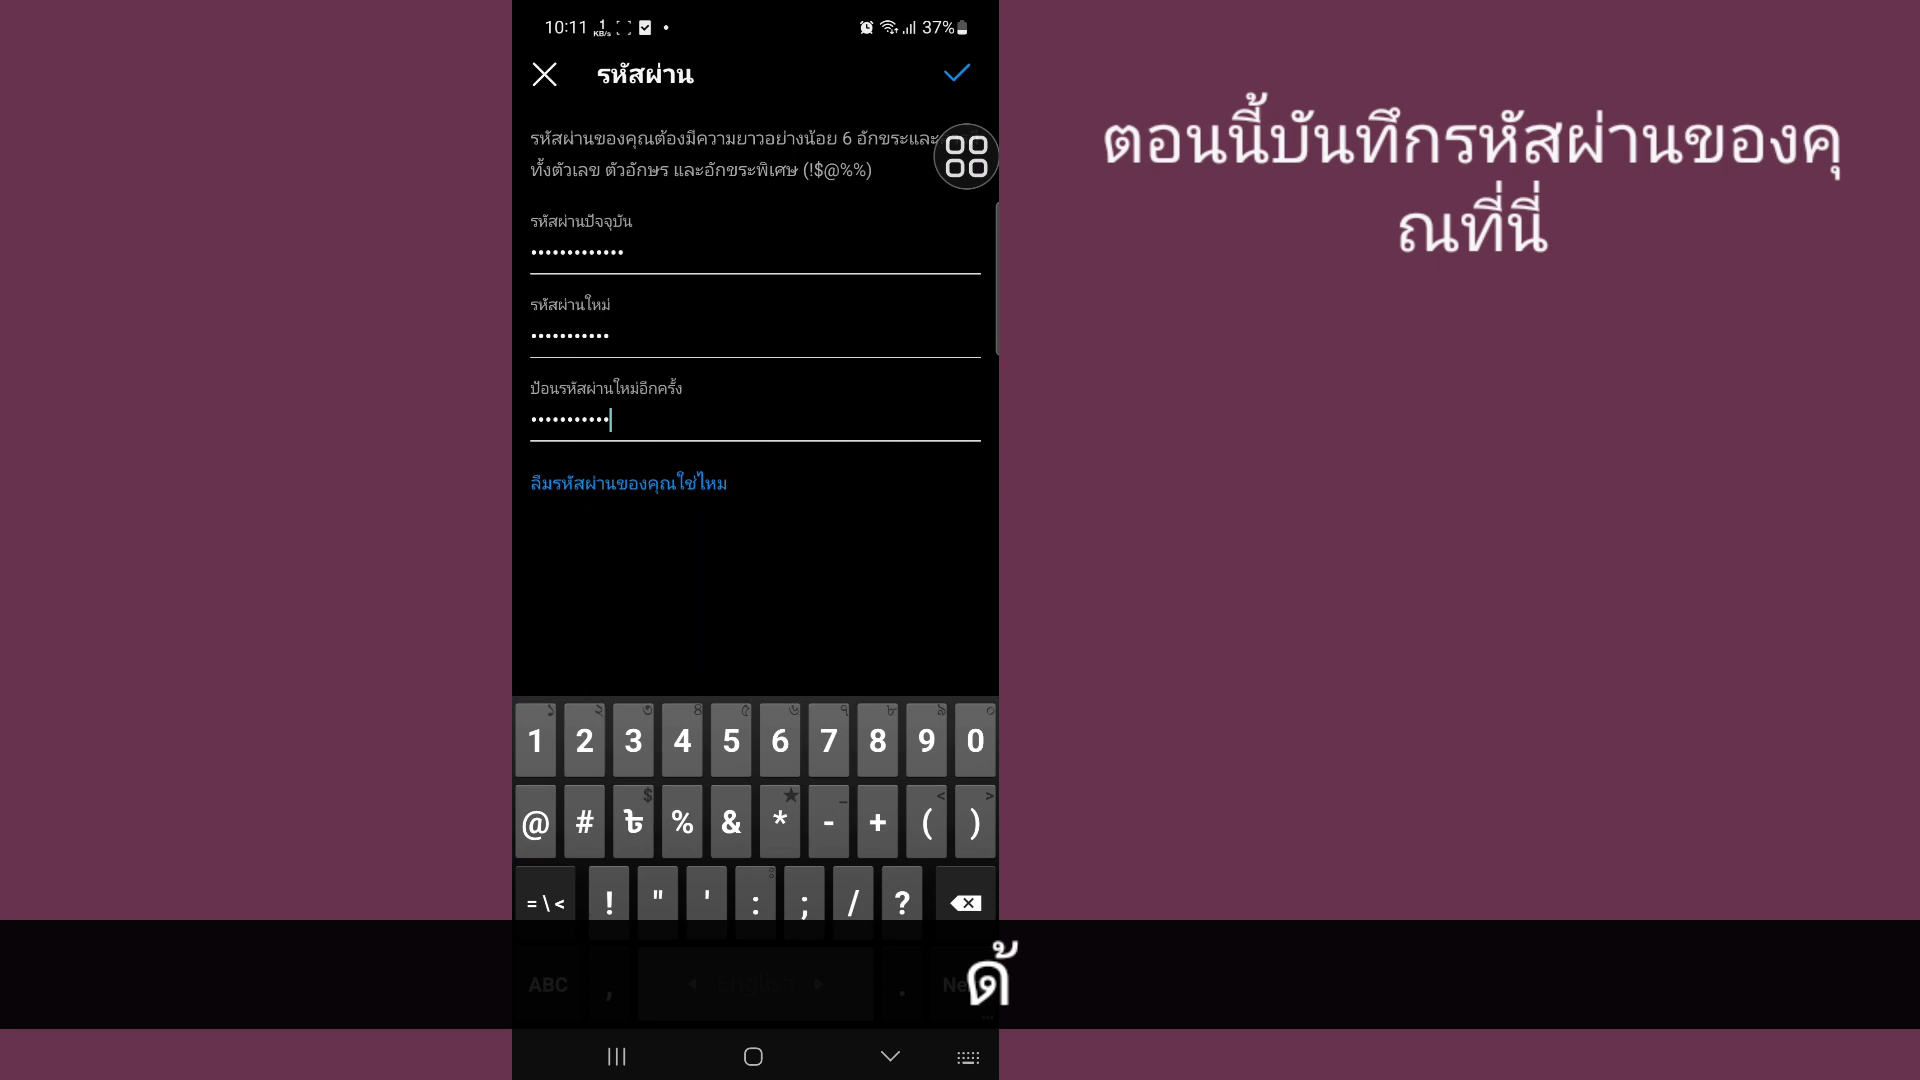 10:11 1 KB/s 37%
รหัสผ่าน
รหัสผ่านของคุณต้องมีความยาวอย่างน้อย 6 อักขระและ
ทั้งตัวเลข ตัวอักษร และอักขระพิเศษ (!$@%%)
รหัสผ่านปัจจุบัน
•••••••••••••
รหัสผ่านใหม่
•••••••••••
ป้อนรหัสผ่านใหม่อีกครั้ง
•••••••••••
ลืมรหัสผ่านของคุณใช่ไหม
ตอนนี้บันทึกรหัสผ่านของคุ
ณที่นี่
1 2 3 4 5 6 7 8 9 0
@ # ৳ % & * - + ( )
= \ < ! " ' : ; / ?
ABC , English .
ด้